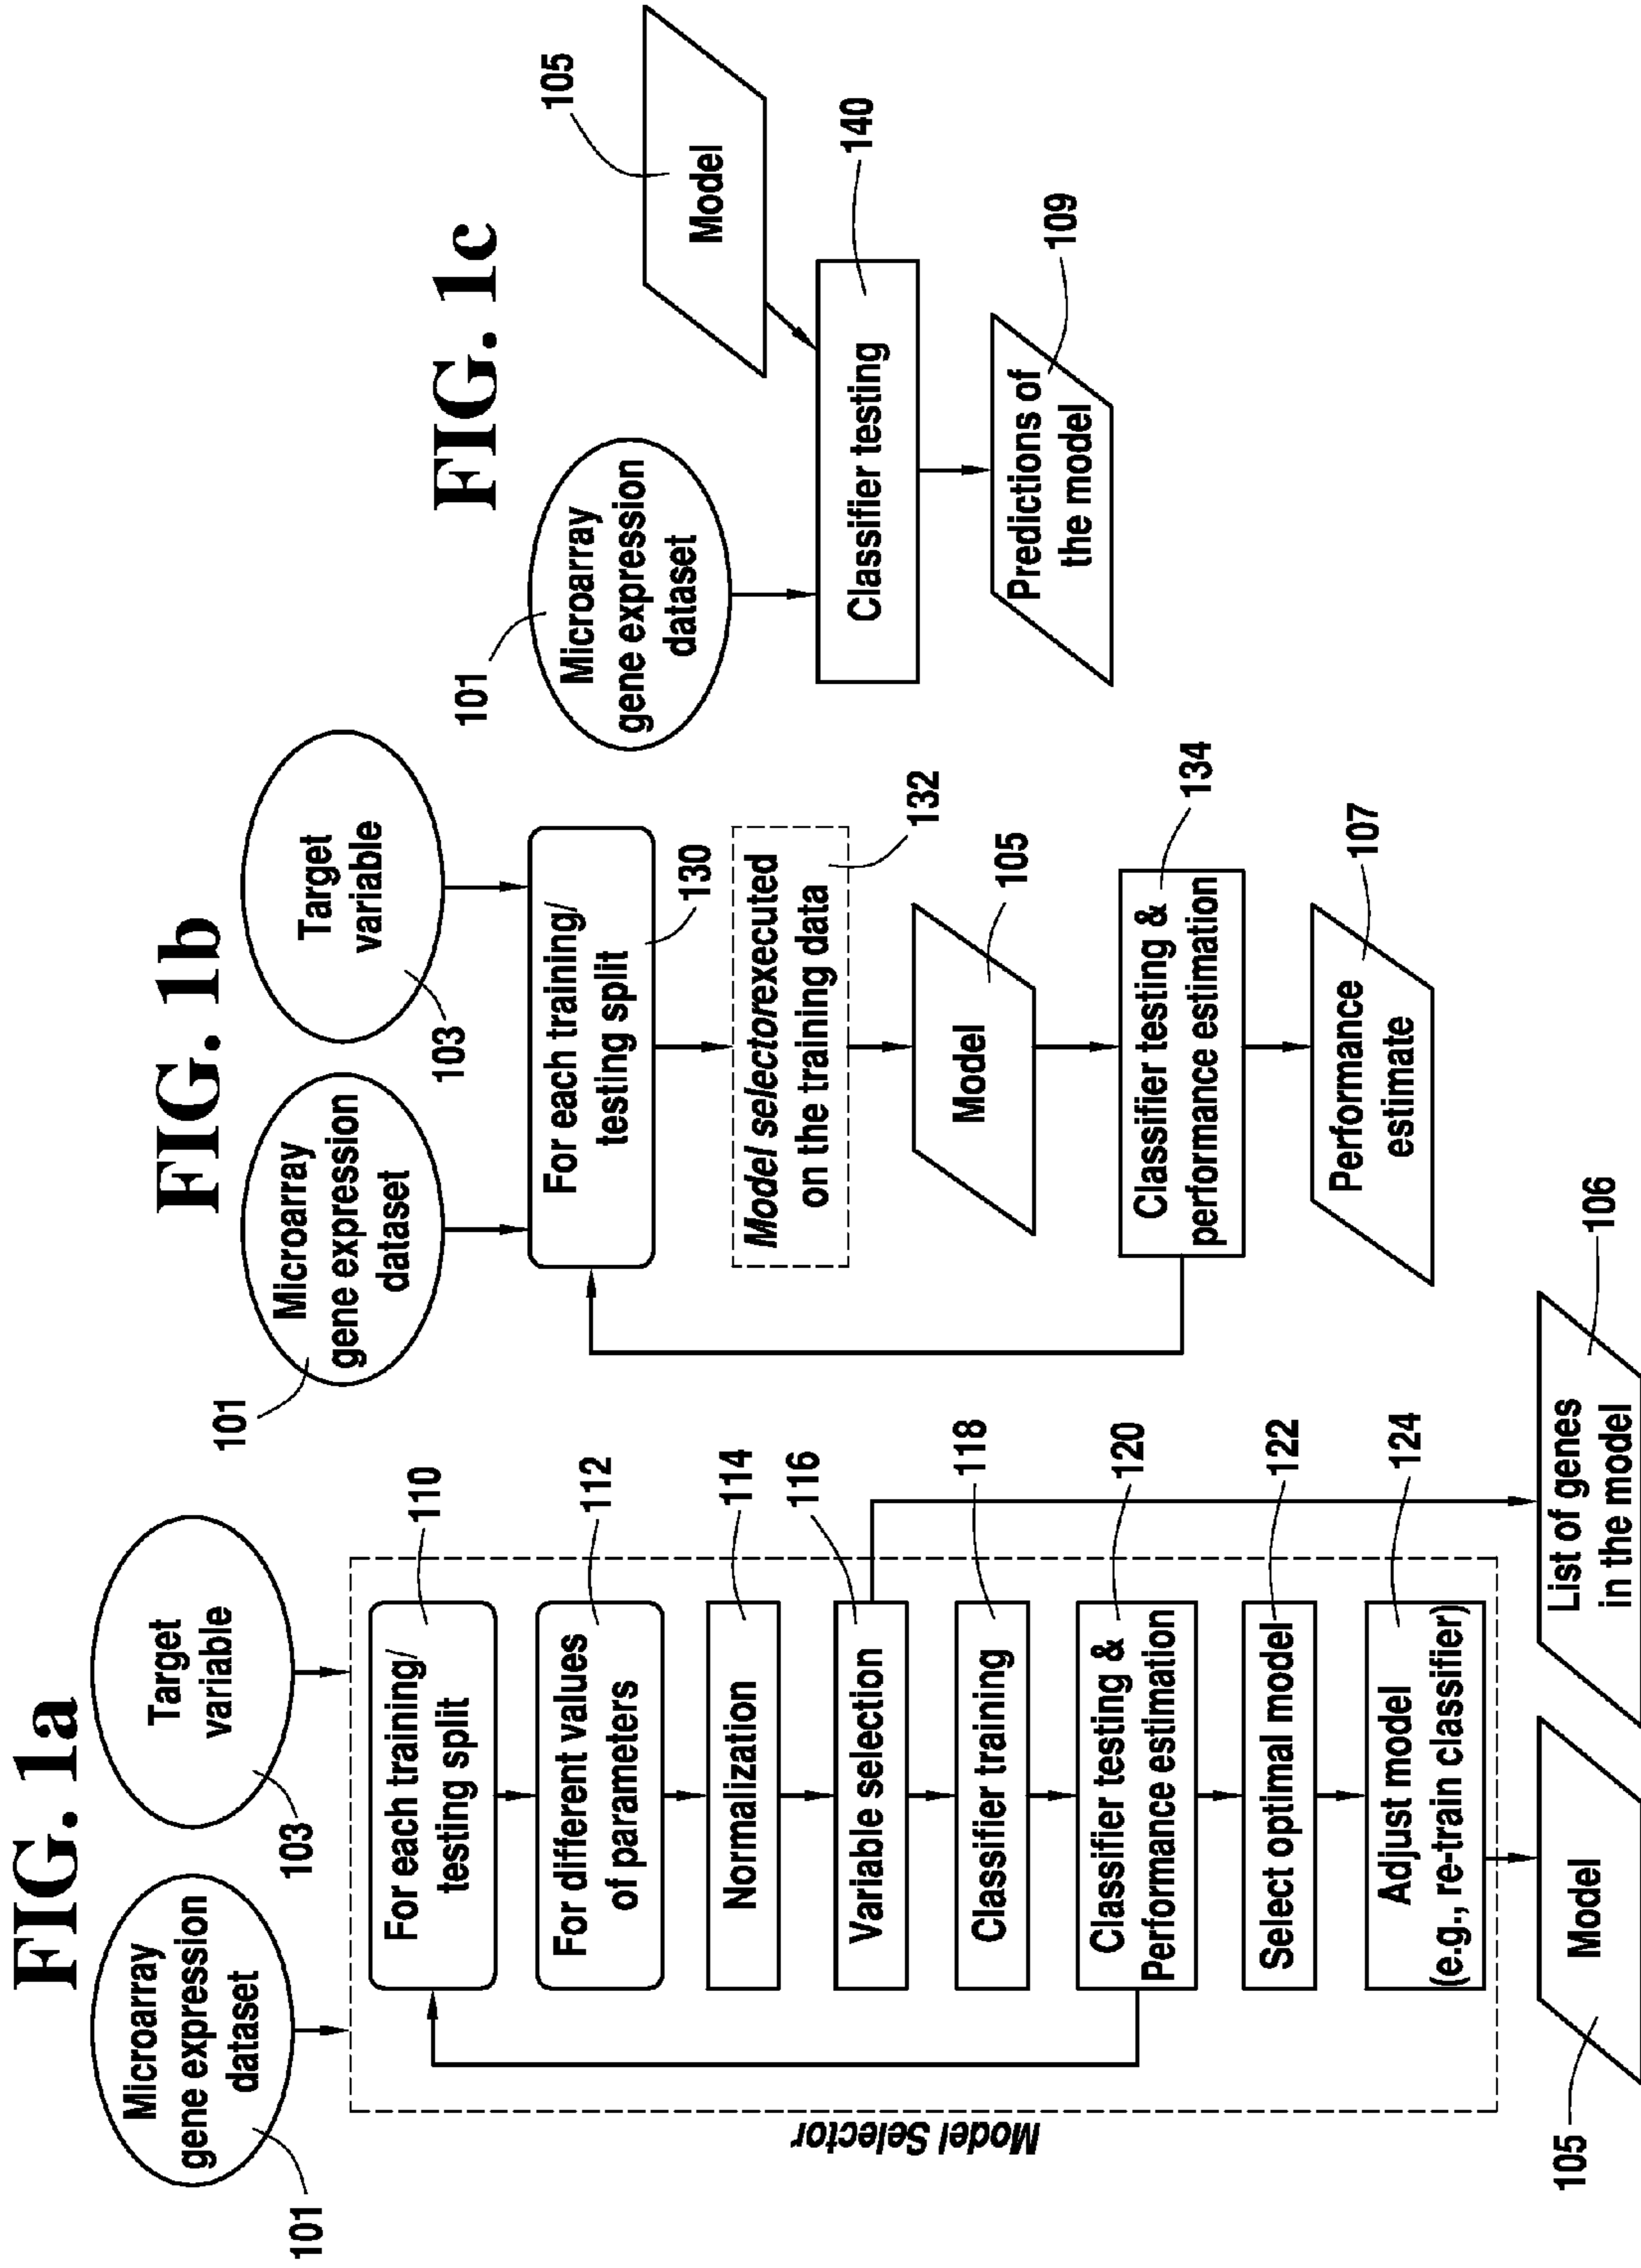 FIG. 1a
Microarray
gene expression
dataset
101
Target
variable
103
Model Selector
For each training/
testing split
110
For different values
of parameters
112
Normalization
114
Variable selection
116
Classifier training
118
Classifier testing &
Performance estimation
120
Select optimal model
122
Adjust model
(e.g., re-train classifier)
124
Model
105
List of genes
in the model
106
FIG. 1b
Microarray
gene expression
dataset
101
Target
variable
103
For each training/
testing split
130
Model selectorexecuted
on the training data
132
Model
105
Classifier testing &
performance estimation
134
Performance
estimate
107
FIG. 1c
Microarray
gene expression
dataset
101
Model
105
Classifier testing
140
Predictions of
the model
109